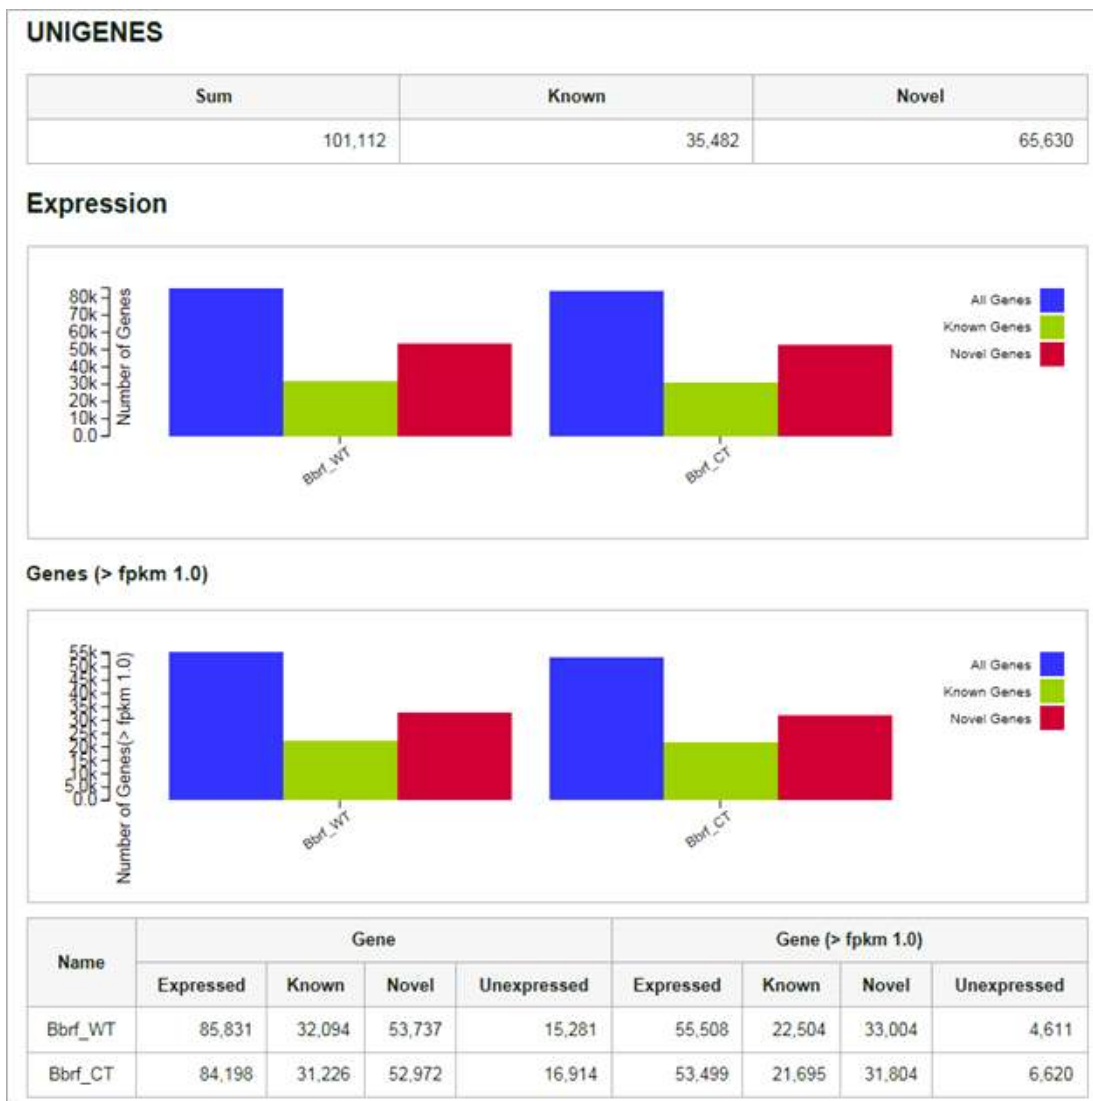 UNIGENES
Sum Known Novel
101,112 35,482 65,630
Expression
80k
70k
60k
50k
40k
30k
20k
10k
0.0
Number of Genes
Bbrf_WT
Bbrf_CT
All Genes
Known Genes
Novel Genes
Genes (> fpkm 1.0)
55k
50k
45k
40k
35k
30k
25k
20k
15k
10k
5.0k
0.0
Number of Genes(> fpkm 1.0)
Bbrf_WT
Bbrf_CT
All Genes
Known Genes
Novel Genes
Name Gene Gene (> fpkm 1.0)
Expressed Known Novel Unexpressed Expressed Known Novel Unexpressed
Bbrf_WT 85,831 32,094 53,737 15,281 55,508 22,504 33,004 4,611
Bbrf_CT 84,198 31,226 52,972 16,914 53,499 21,695 31,804 6,620